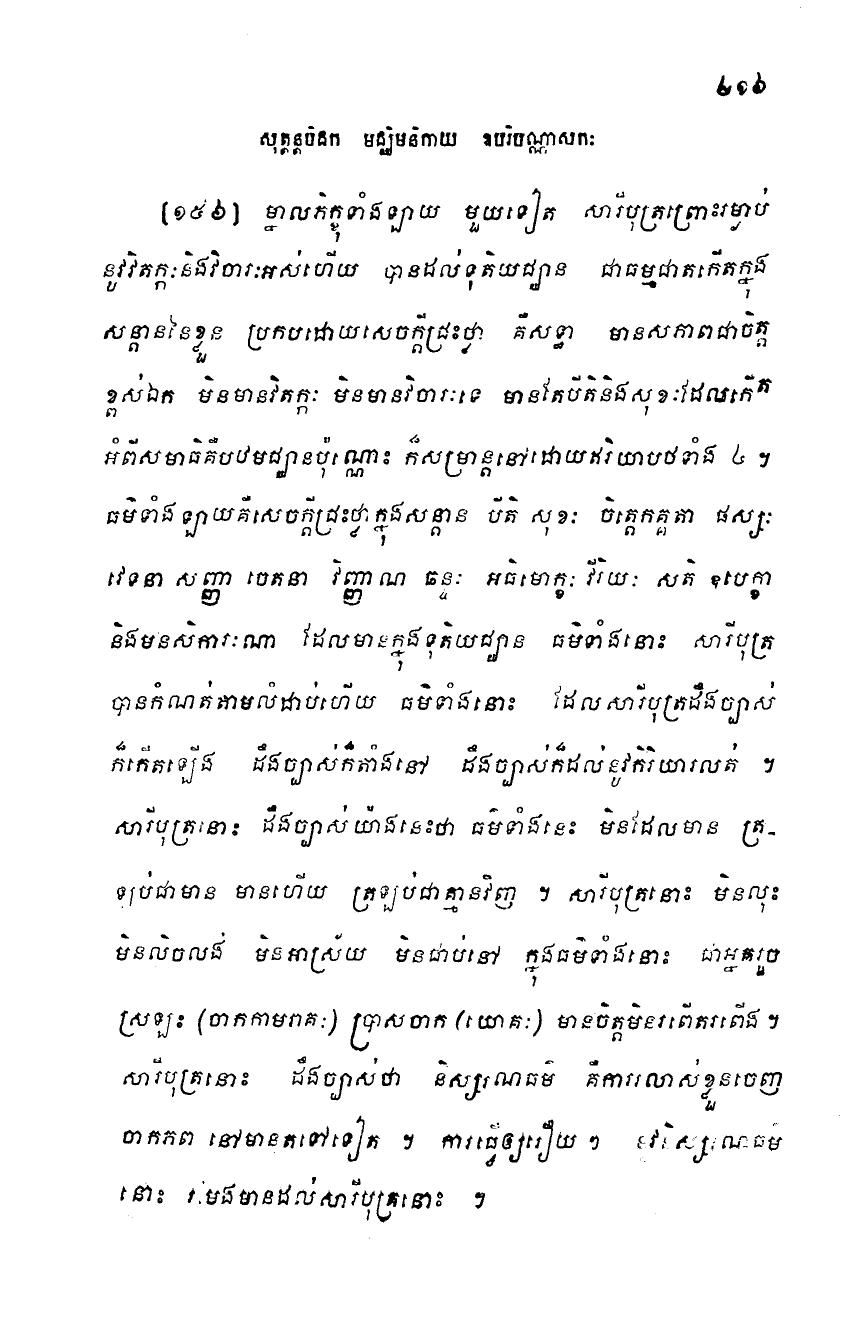 ២១៦
សុត្តន្តបិដក មជ្ឈិមនិកាយ ឧបរិបណ្ណាសកៈ
[១៥៦] ម្នាលភិក្ខុទាំងឡាយ មួយទៀត សារីបុត្រព្រោះរម្ងាប់
នូវវិតក្កៈនិងវិចារៈអស់ហើយ បានដល់ទុតិយជ្ឈាន ជាធម្មជាតកើតក្នុង
សន្តាននៃខ្លួន ប្រកបដោយសេចក្តីជ្រះថ្លា គឺសទ្ធា មានសភាពជាចិត្ត
ខ្ពស់ឯក មិនមានវិតក្កៈ មិនមានវិចារៈទេ មានតែបីតិនិងសុខៈដែលកើត
អំពីសមាធិគឺបឋមជ្ឈានប៉ុណ្ណោះ ក៏សម្រាន្តនៅដោយឥរិយាបថទាំង ៤ ។
ធម៌ទាំងឡាយគឺសេចក្តីជ្រះថ្លាក្នុងសន្តាន បីតិ សុខៈ ចិត្តេកគ្គតា ផស្សៈ
វេទនា សញ្ញា ចេតនា វិញ្ញាណ ឆន្ទៈ អធិមោក្ខៈ វីរិយៈ សតិ ឧបេក្ខា
និងមនសិការៈណា ដែលមានក្នុងទុតិយជ្ឈាន ធម៌ទាំងនោះ សារីបុត្រ
បានកំណត់តាមលំដាប់ហើយ ធម៌ទាំងនោះ ដែលសារីបុត្រដឹងច្បាស់
ក៏កើតឡើង ដឹងច្បាស់ក៏តាំងនៅ ដឹងច្បាស់ក៏ដល់នូវកិរិយារលត់ ។
សារីបុត្រនោះ ដឹងច្បាស់យ៉ាងនេះថា ធម៌ទាំងនេះ មិនដែលមាន ត្រ-
ឡប់ជាមាន មានហើយ ត្រឡប់ជាគ្មានវិញ ។ សារីបុត្រនោះ មិនលុះ
មិនលិចលង់ មិនអាស្រ័យ មិនជាប់នៅ ក្នុងធម៌ទាំងនោះ ជាអ្នករួច
ស្រឡះ (ចាកកាមរាគៈ) ប្រាសចាក (យោគៈ) មានចិត្តមិនរពើតរពើង ។
សារីបុត្រនោះ ដឹងច្បាស់ថា និស្សរណធម៌ គឺការរលាស់ខ្លួនចេញ
ចាកភព នៅមានតទៅទៀត ។ ការធ្វើឲ្យរឿយ ៗ នូវនិស្សរណធម៌
នោះ រមែងមានដល់សារីបុត្រនោះ ។